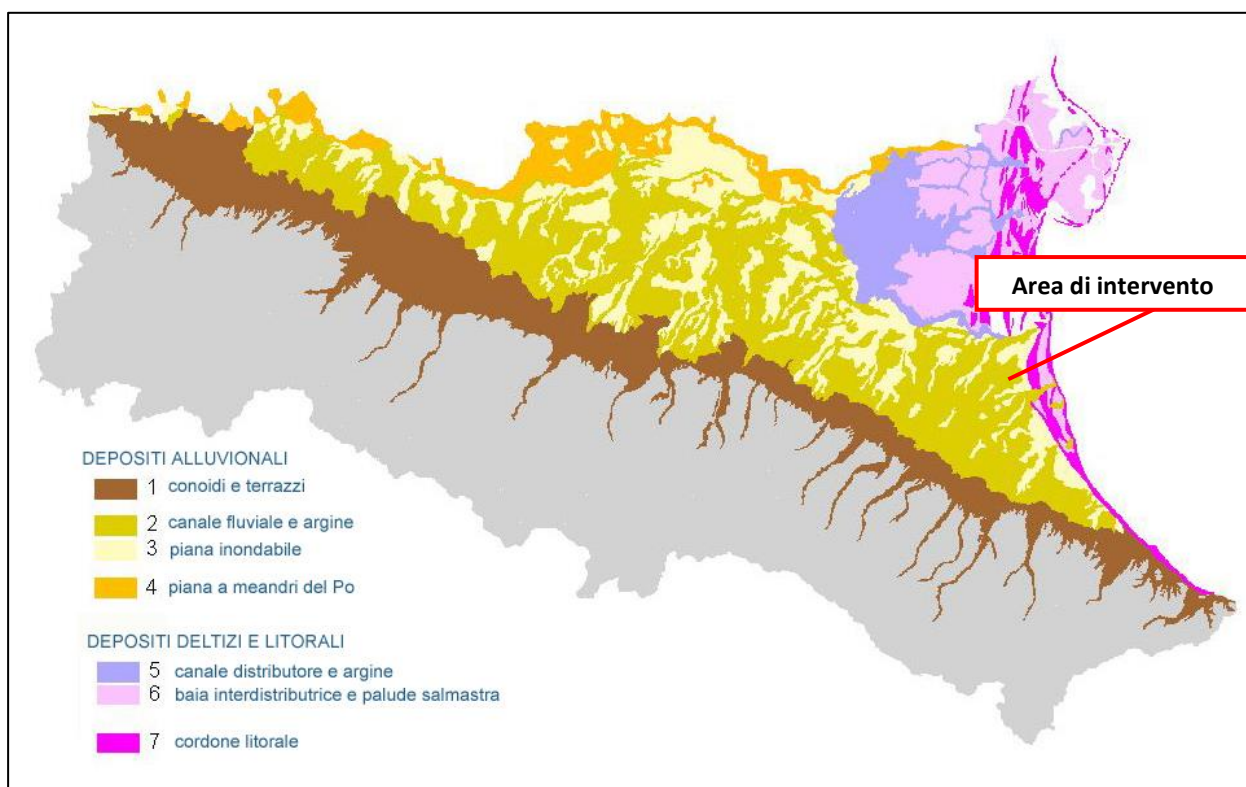 Area di intervento
DEPOSITI ALLUVIONALI
1 conoidi e terrazzi
2 canale fluviale e argine
3 piana inondabile
4 piana a meandri del Po
DEPOSITI DELTIZI E LITORALI
5 canale distributore e argine
6 baia interdistributrice e palude salmastra
7 cordone litorale